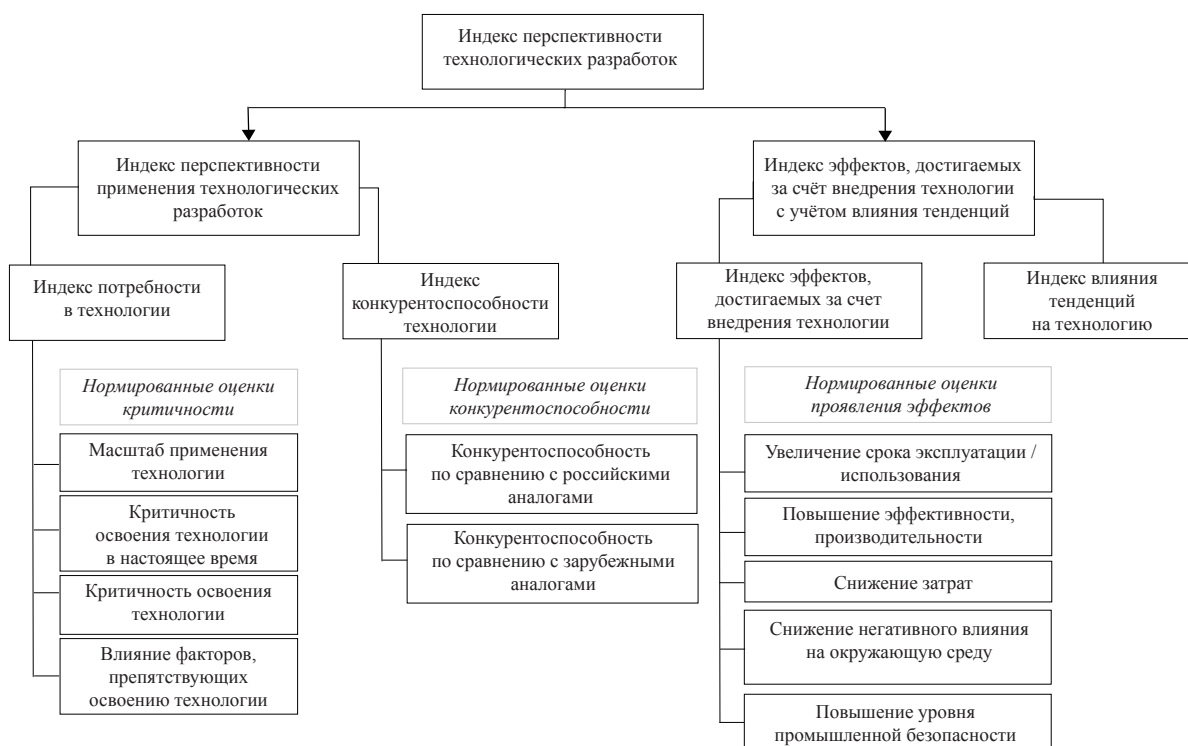 Индекс перспективности
технологических разработок
Индекс перспективности
применения технологических
разработок
Индекс эффектов, достигаемых
за счёт внедрения технологии
с учётом влияния тенденций
Индекс потребности
в технологии
Индекс
конкурентоспособности
технологии
Индекс эффектов,
достигаемых за счет
внедрения технологии
Индекс влияния
тенденций
на технологию
Нормированные оценки
критичности
Масштаб применения
технологии
Критичность
освоения технологии
в настоящее время
Критичность освоения
технологии
Влияние факторов,
препятствующих
освоению технологии
Нормированные оценки
конкурентоспособности
Конкурентоспособность
по сравнению с российскими
аналогами
Конкурентоспособность
по сравнению с зарубежными
аналогами
Нормированные оценки
проявления эффектов
Увеличение срока эксплуатации /
использования
Повышение эффективности,
производительности
Снижение затрат
Снижение негативного влияния
на окружающую среду
Повышение уровня
промышленной безопасности